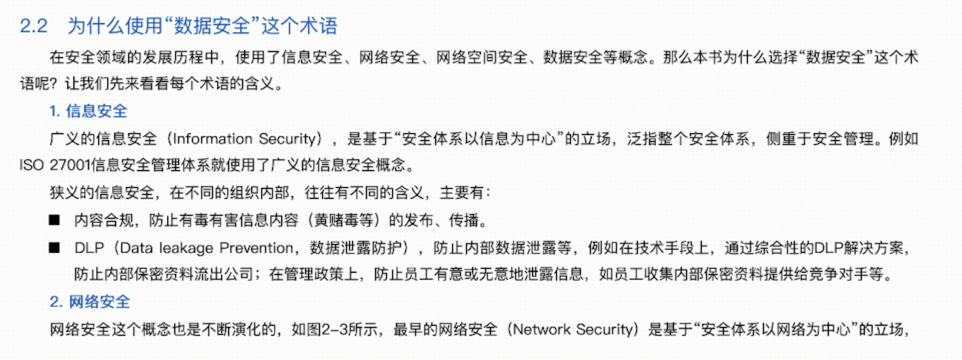 2.2 为什么使用“数据安全”这个术语
在安全领域的发展历程中，使用了信息安全、网络安全、网络空间安全、数据安全等概念。那么本书为什么选择“数据安全”这个术
语呢？让我们先来看看每个术语的含义。
1. 信息安全
广义的信息安全（Information Security），是基于“安全体系以信息为中心”的立场，泛指整个安全体系，侧重于安全管理。例如
ISO 27001信息安全管理体系就使用了广义的信息安全概念。
狭义的信息安全，在不同的组织内部，往往有不同的含义，主要有：
■ 内容合规，防止有毒有害信息内容（黄赌毒等）的发布、传播。
■ DLP（Data leakage Prevention，数据泄露防护），防止内部数据泄露等，例如在技术手段上，通过综合性的DLP解决方案，
防止内部保密资料流出公司；在管理政策上，防止员工有意或无意地泄露信息，如员工收集内部保密资料提供给竞争对手等。
2. 网络安全
网络安全这个概念也是不断演化的，如图2-3所示，最早的网络安全（Network Security）是基于“安全体系以网络为中心”的立场，